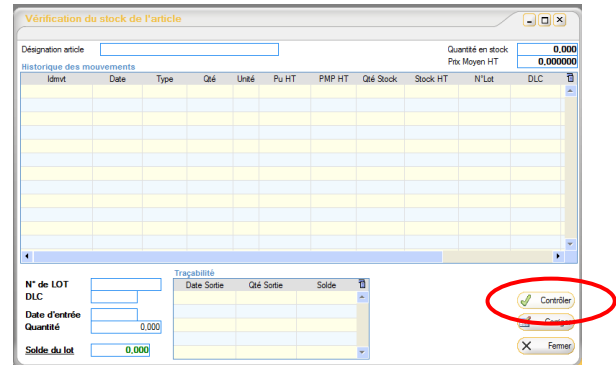 Vérification du stock de l'article
Désignation article
Quantité en stock 0,000
Prix Moyen HT 0,000000
Historique des mouvements
Idmvt Date Type Qté Unité Pu HT PMP HT Qté Stock Stock HT N°Lot DLC
Traçabilité
Date Sortie Qté Sortie Solde
N° de LOT
DLC
Date d'entrée
Quantité 0,000
Solde du lot 0,000
Contrôler
Corriger
Fermer